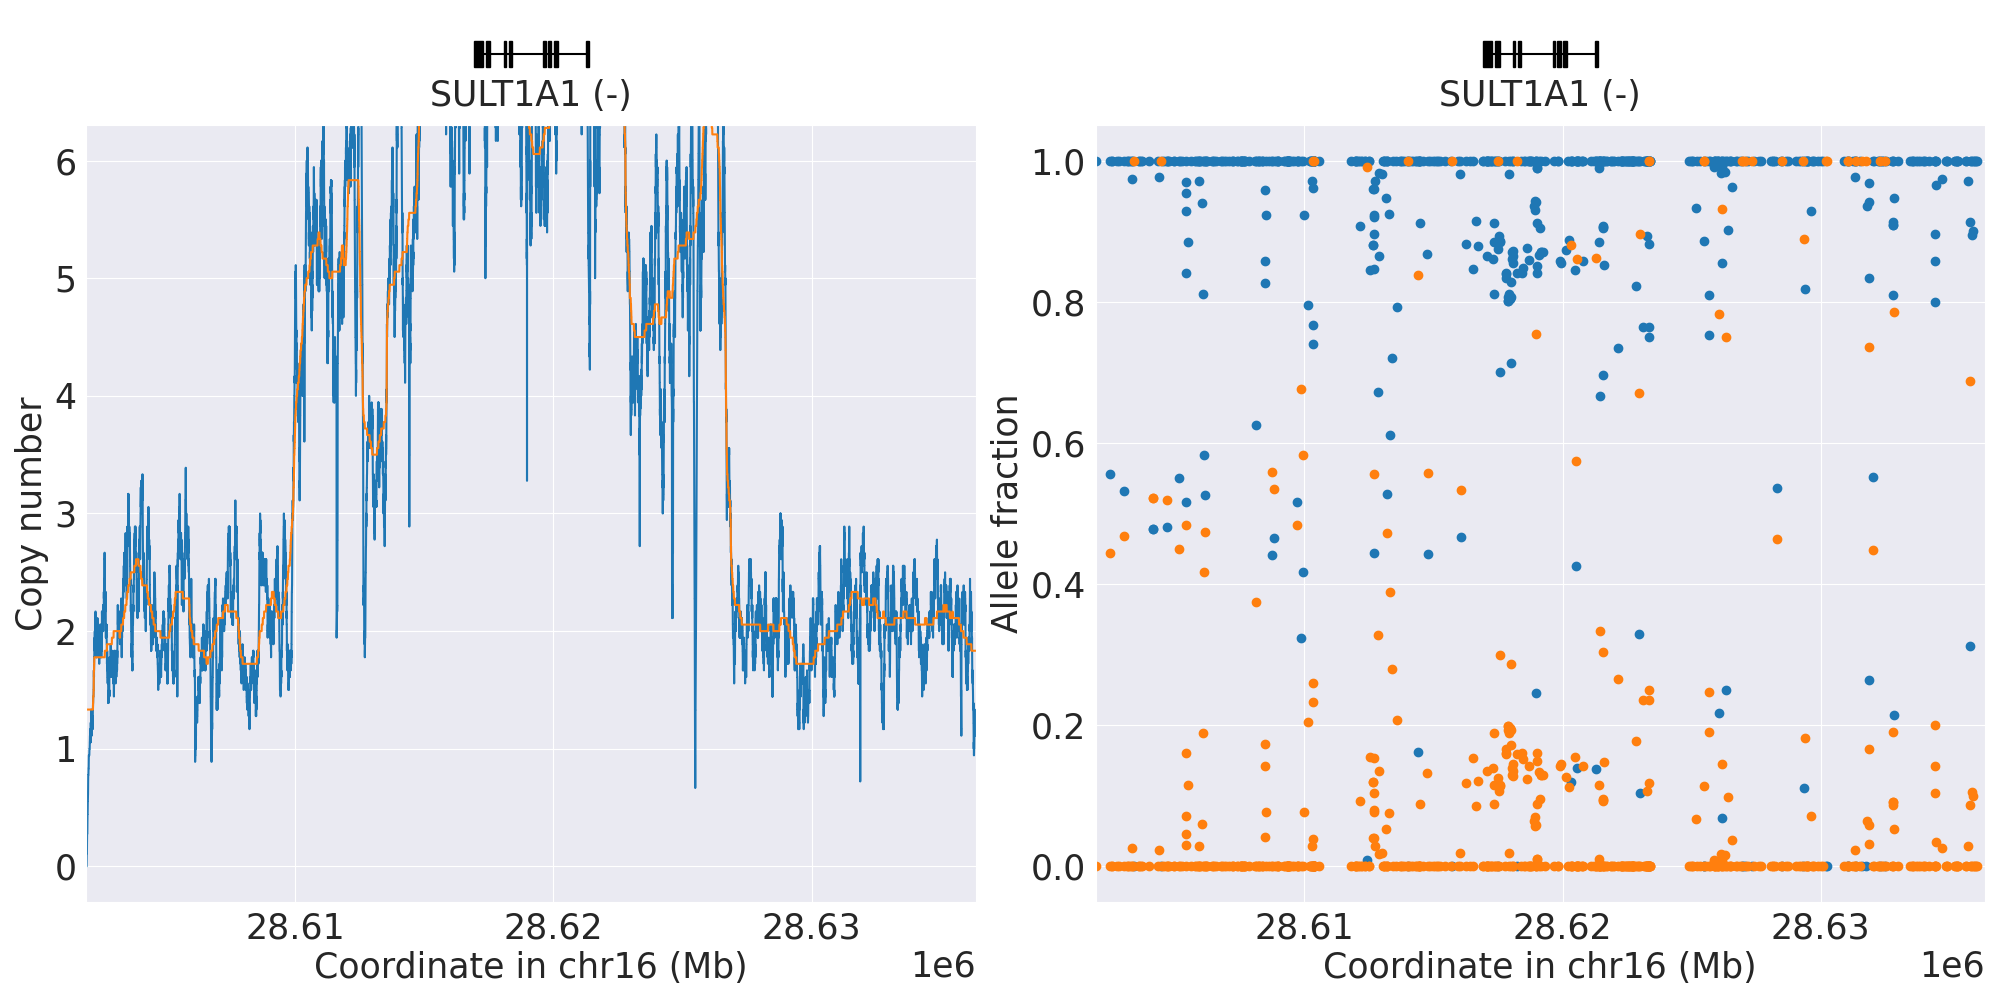 SULT1A1 (-)
6
5
4
3
2
1
0
Copy number
28.61
28.62
28.63
Coordinate in chr16 (Mb)
1e6
SULT1A1 (-)
1.0
0.8
0.6
0.4
0.2
0.0
Allele fraction
28.61
28.62
28.63
Coordinate in chr16 (Mb)
1e6